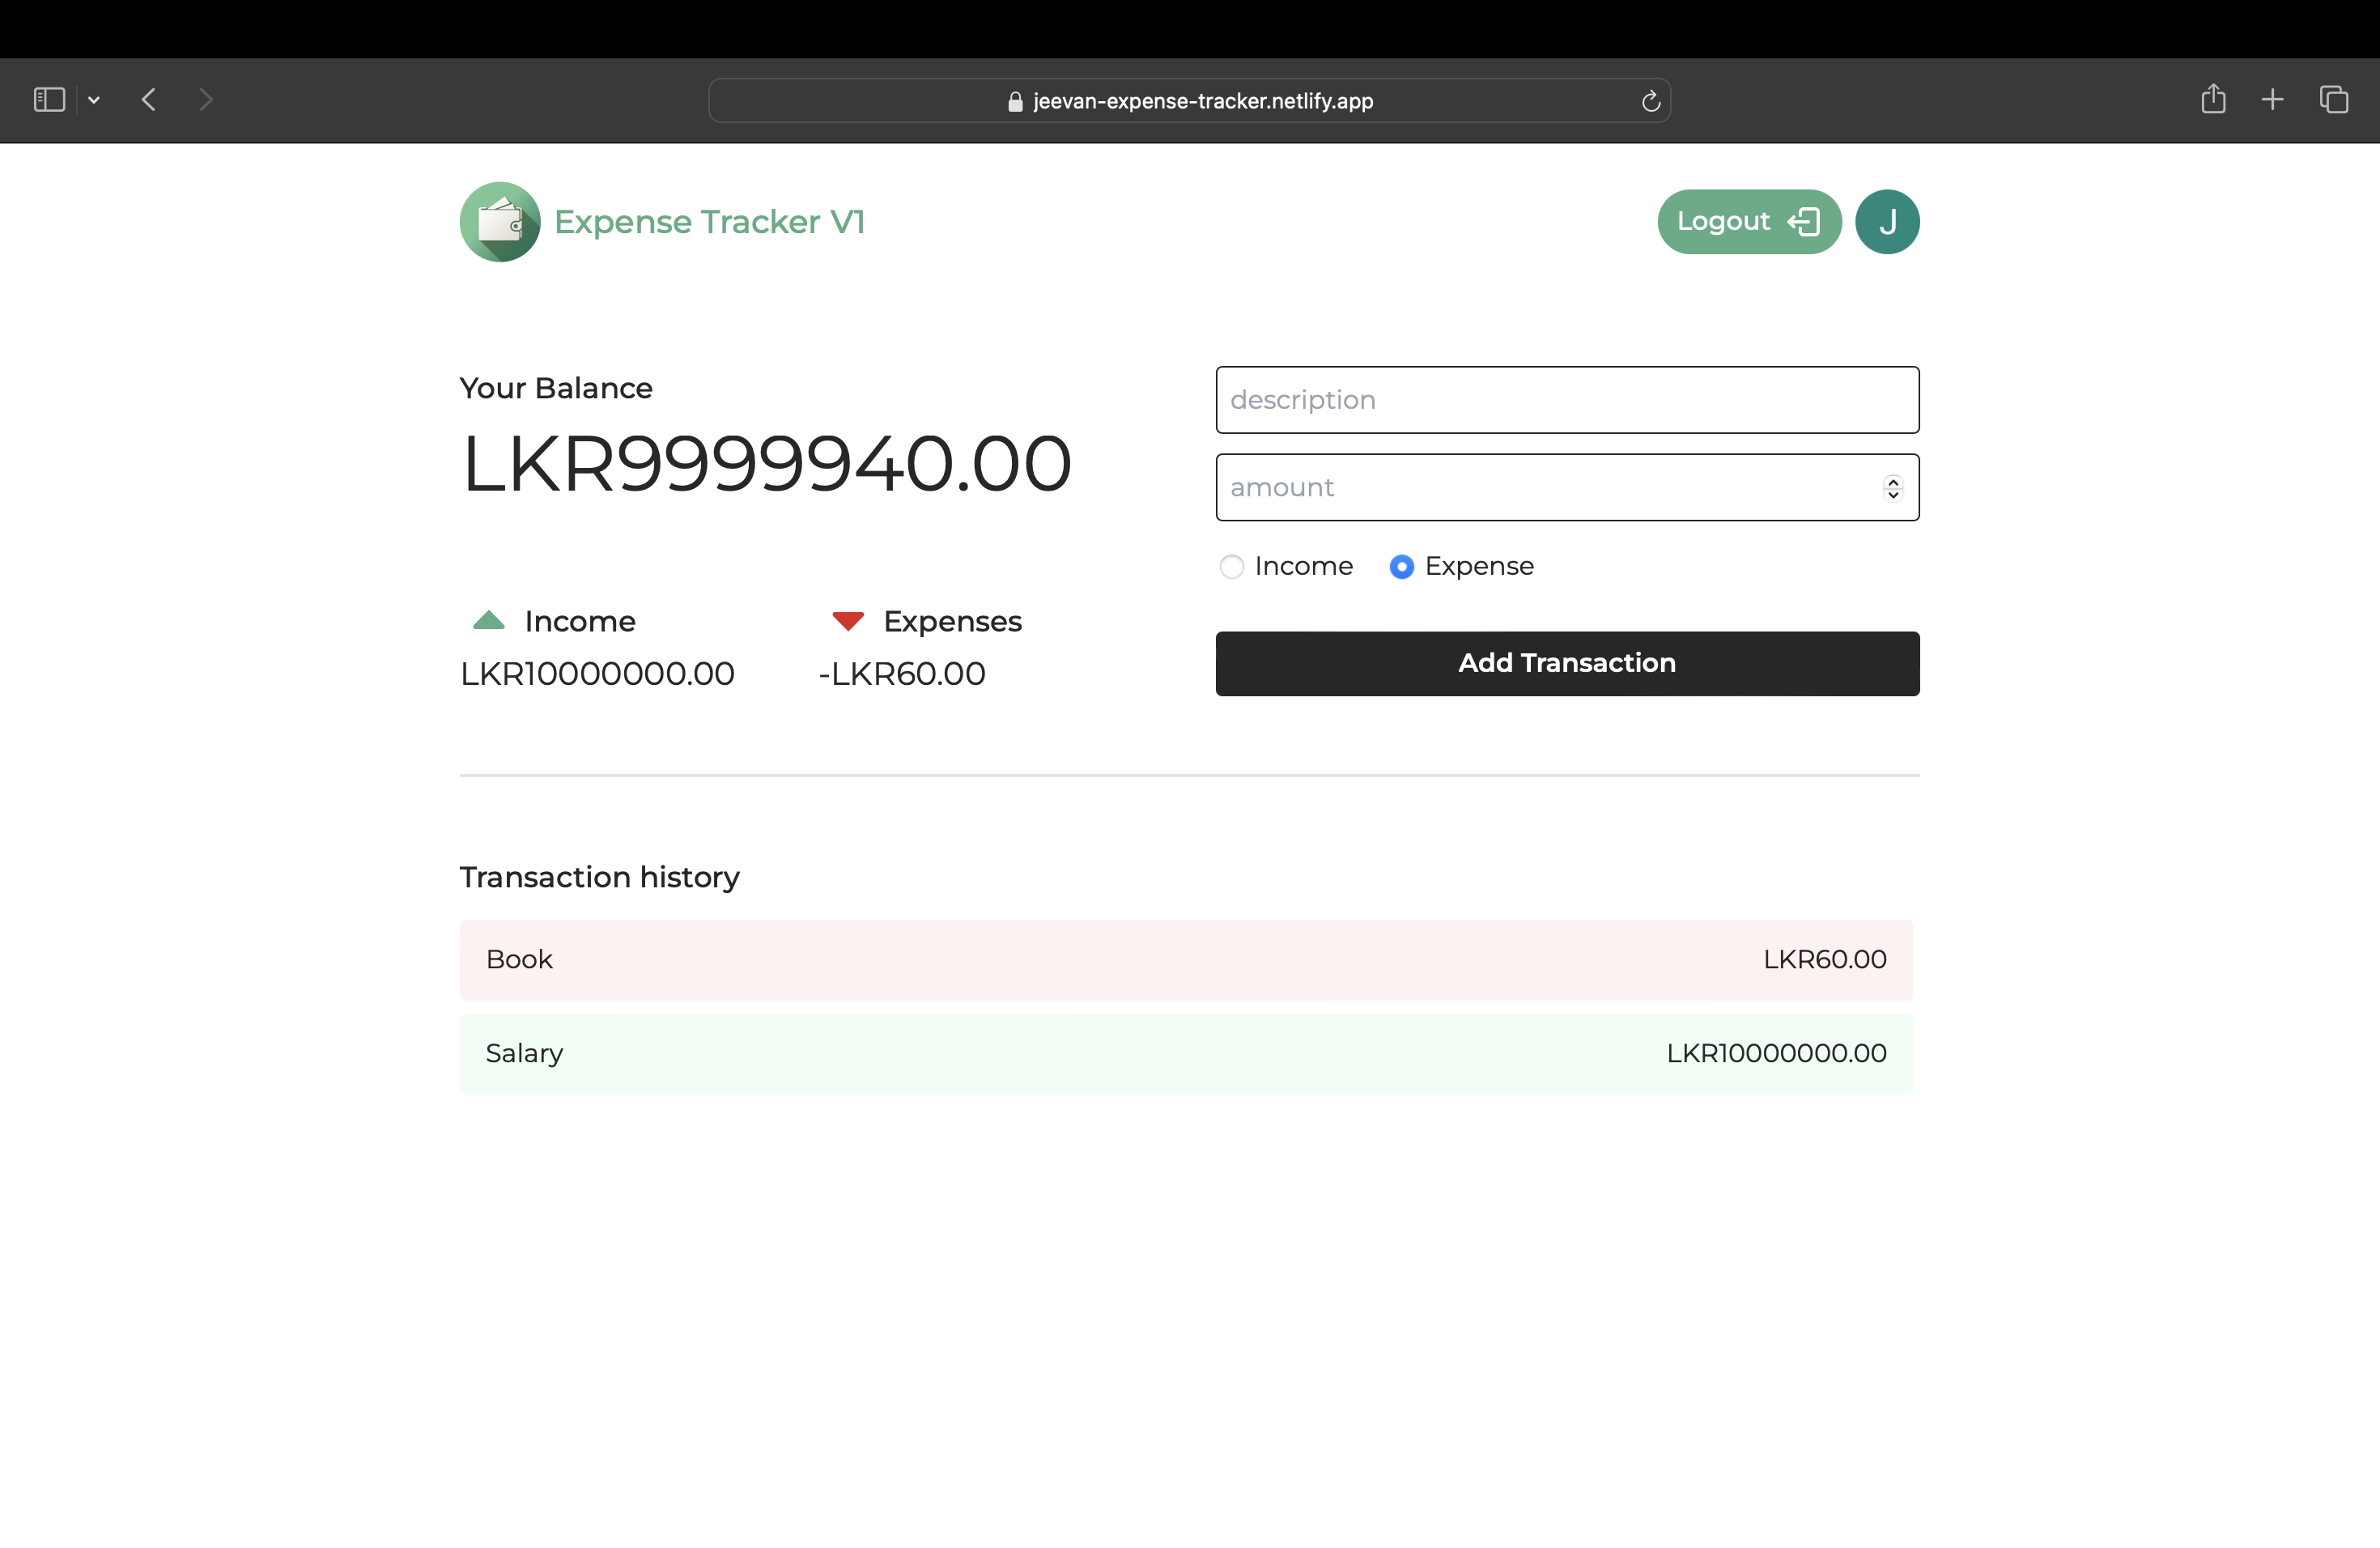 jeevan-expense-tracker.netlify.app
Expense Tracker V1
Logout
J
Your Balance
LKR9999940.00
Income
Expenses
LKR10000000.00
-LKR60.00
description
amount
Income
Expense
Add Transaction
Transaction history
Book
LKR60.00
Salary
LKR10000000.00